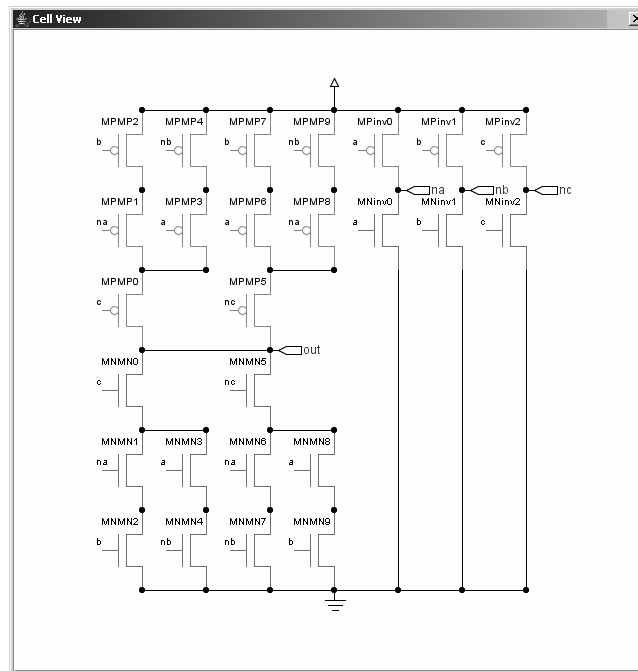 Cell View
MPMP2 MPMP4 MPMP7 MPMP9 MPinv0 MPinv1 MPinv2
b nb b nb a b c
na nb nc
MPMP1 MPMP3 MPMP6 MPMP8 MNinv0 MNinv1 MNinv2
na a a na a b c
MPMP0 MPMP5
c nc
out
MNMN0 MNMN5
c nc
MNMN1 MNMN3 MNMN6 MNMN8
na a na a
MNMN2 MNMN4 MNMN7 MNMN9
b nb nb b